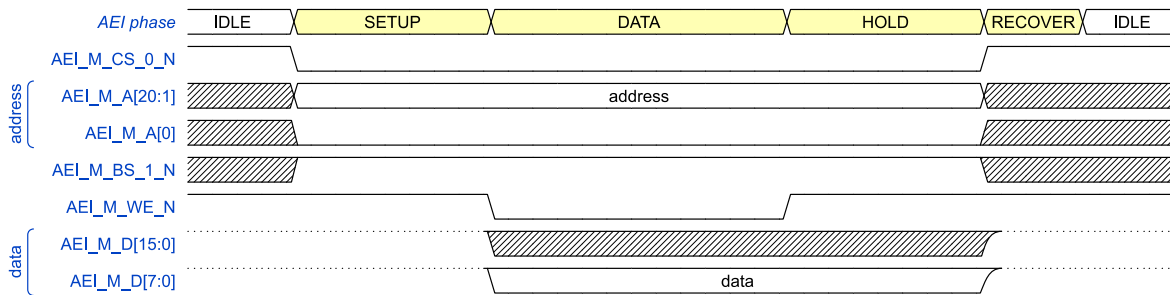 AEI phase IDLE SETUP DATA HOLD RECOVER IDLE
AEI_M_CS_0_N
address
AEI_M_A[20:1] address
AEI_M_A[0]
AEI_M_BS_1_N
AEI_M_WE_N
data
AEI_M_D[15:0]
AEI_M_D[7:0] data